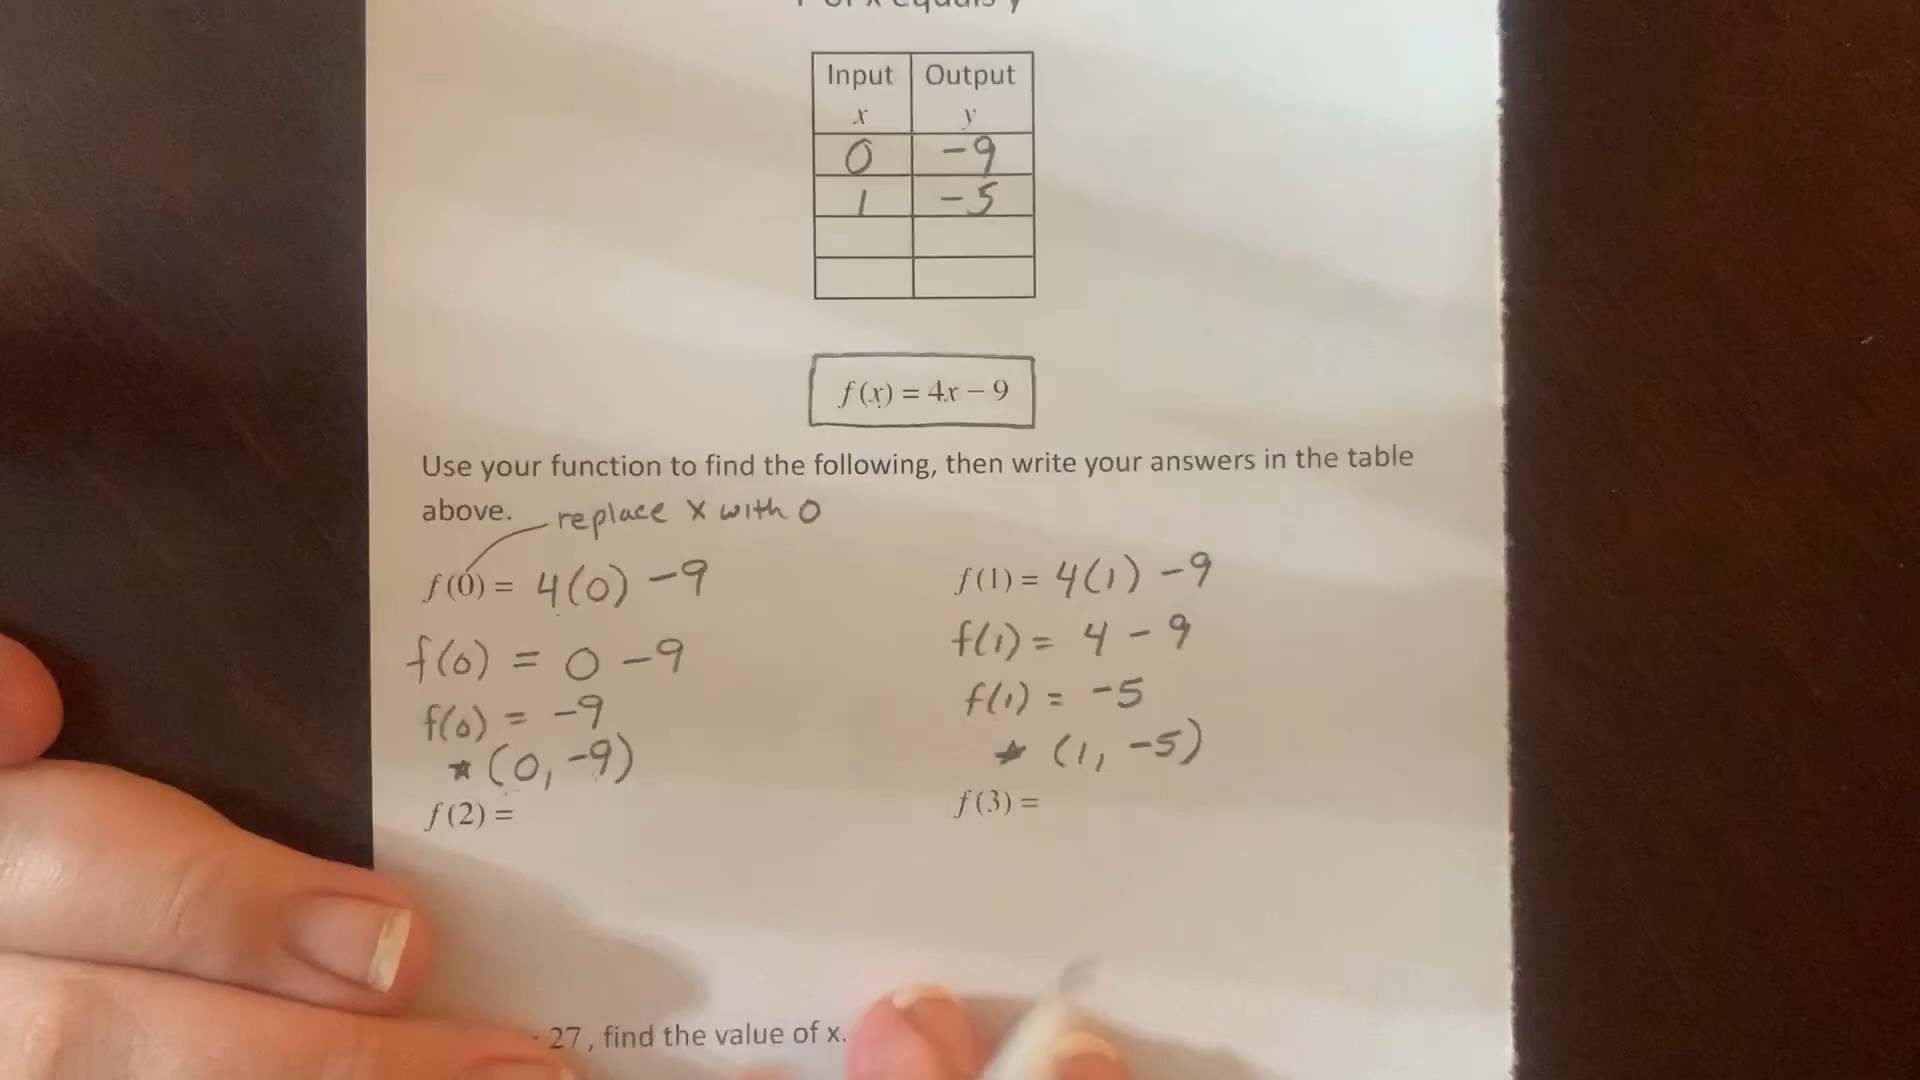 equals y
Input Output
x y
0 -9
1 -5
f(x) = 4x – 9
Use your function to find the following, then write your answers in the table
above. replace x with 0
f(0) = 4(0) -9
f(1) = 4(1) -9
f(0) = 0 -9
f(1) = 4 - 9
f(0) = -9
f(1) = -5
★ (0, -9)
★ (1, -5)
f(2) =
f(3) =
27, find the value of x.